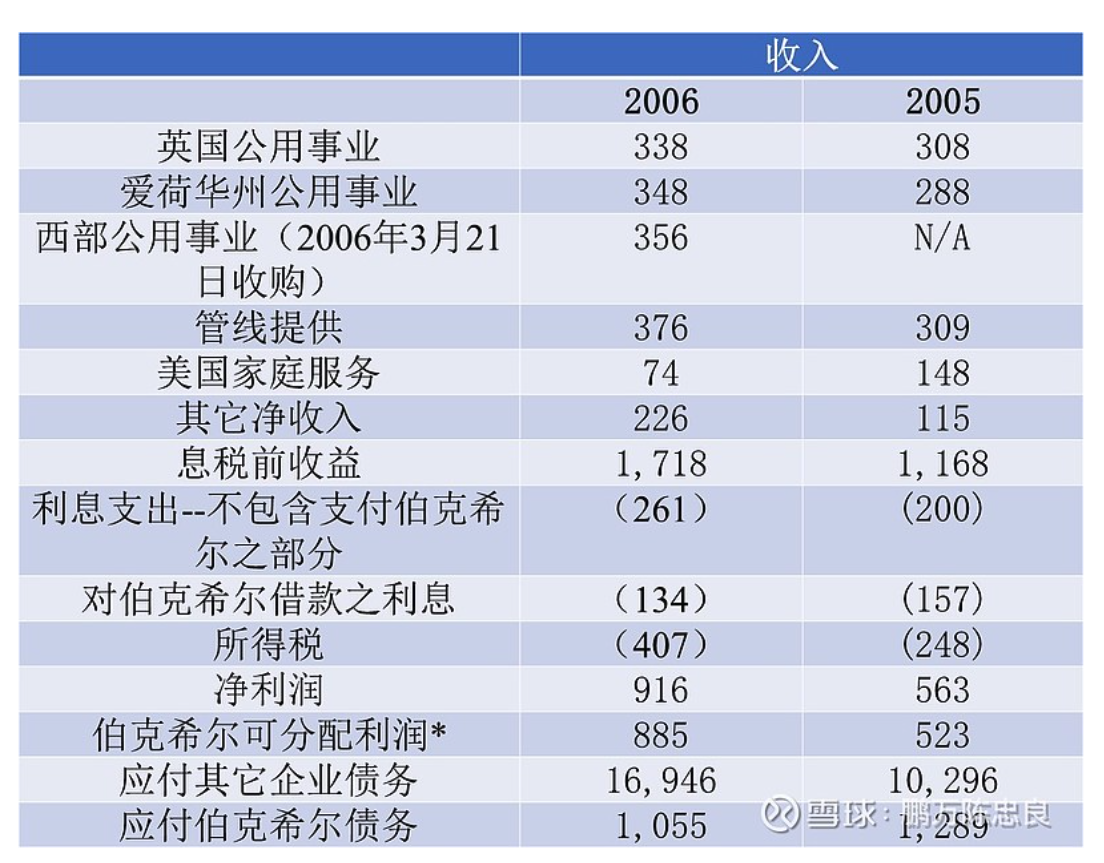 收入
2006 2005
英国公用事业 338 308
爱荷华州公用事业 348 288
西部公用事业（2006年3月21 356 N/A
日收购）
管线提供 376 309
美国家庭服务 74 148
其它净收入 226 115
息税前收益 1,718 1,168
利息支出--不包含支付伯克希 （261） (200)
尔之部分
对伯克希尔借款之利息 （134） (157)
所得税 （407） (248)
净利润 916 563
伯克希尔可分配利润* 885 523
应付其它企业债务 16,946 10,296
应付伯克希尔债务 1,055 1,289
雪球：鹏万陈忠良